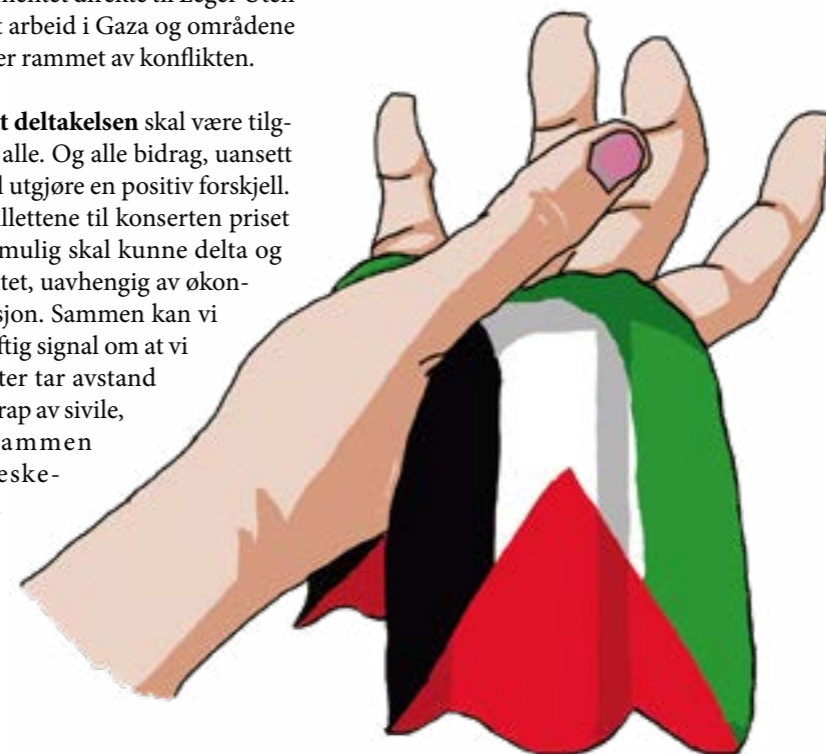 mentet direkte til Leger Uten
t arbeid i Gaza og områdene
er rammet av konflikten.
t deltakelsen skal være tilg-
alle. Og alle bidrag, uansett
l utgjøre en positiv forskjell.
illettene til konserten priset
mulig skal kunne delta og
tet, uavhengig av økon-
sjon. Sammen kan vi
ftig signal om at vi
ter tar avstand
rap av sivile,
ammen
eske-